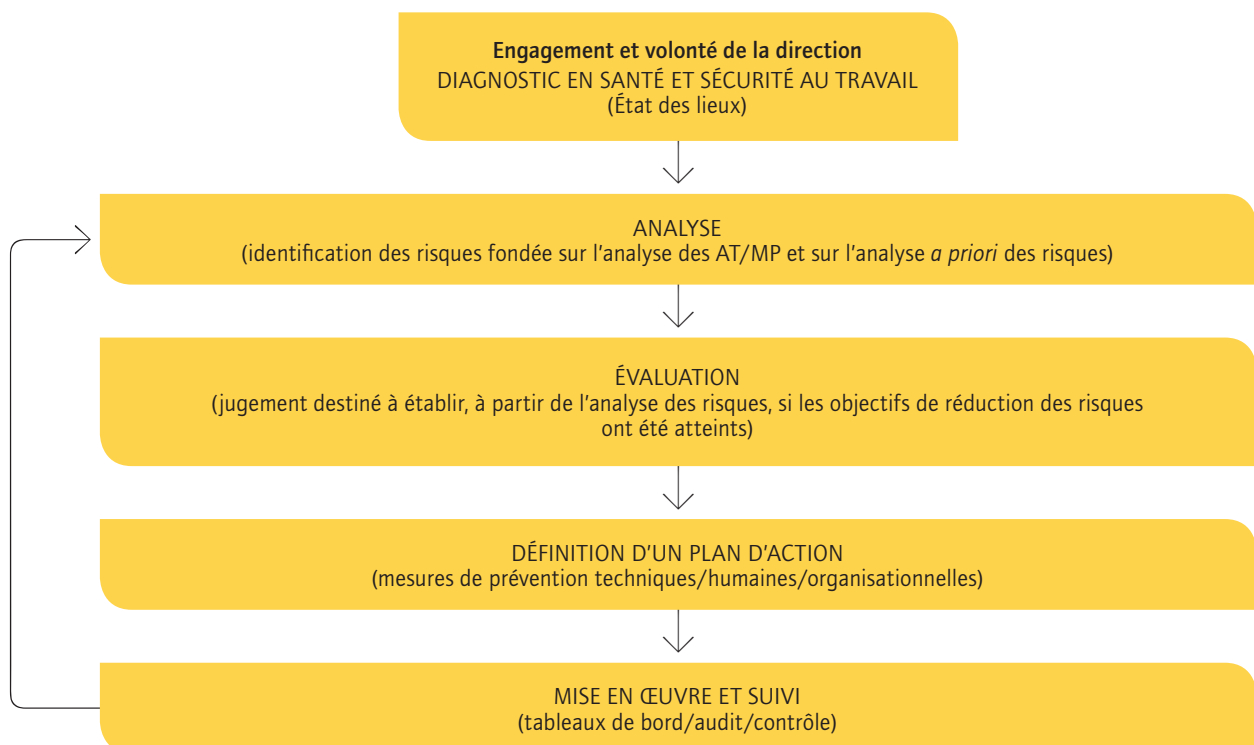 Engagement et volonté de la direction
DIAGNOSTIC EN SANTÉ ET SÉCURITÉ AU TRAVAIL
(État des lieux)
ANALYSE
(identification des risques fondée sur l’analyse des AT/MP et sur l’analyse a priori des risques)
ÉVALUATION
(jugement destiné à établir, à partir de l’analyse des risques, si les objectifs de réduction des risques
ont été atteints)
DÉFINITION D’UN PLAN D’ACTION
(mesures de prévention techniques/humaines/organisationnelles)
MISE EN ŒUVRE ET SUIVI
(tableaux de bord/audit/contrôle)